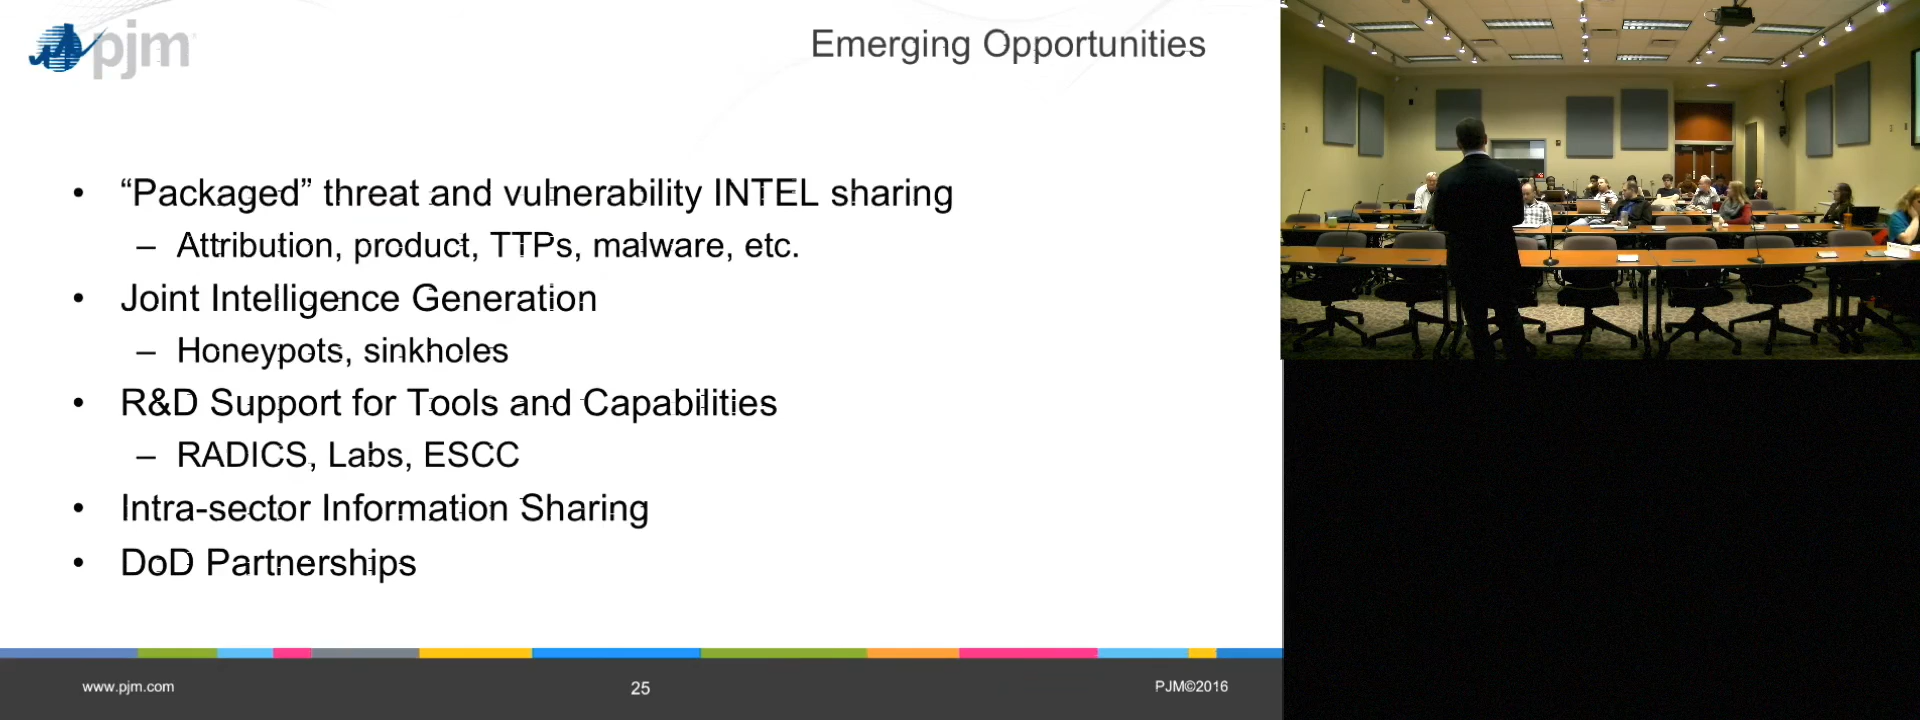 pjm
Emerging Opportunities
• “Packaged” threat and vulnerability INTEL sharing
– Attribution, product, TTPs, malware, etc.
• Joint Intelligence Generation
– Honeypots, sinkholes
• R&D Support for Tools and Capabilities
– RADICS, Labs, ESCC
• Intra-sector Information Sharing
• DoD Partnerships
www.pjm.com
25
PJM©2016